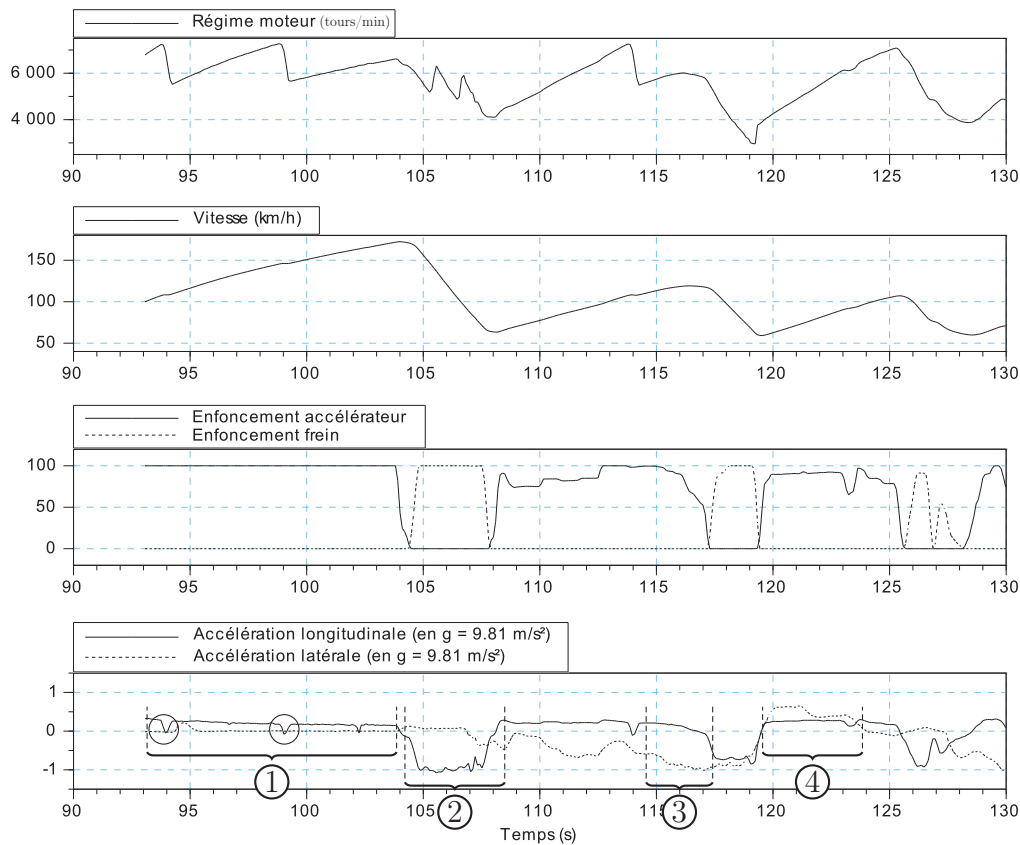 Régime moteur (tours/min)
6 000
4 000
90 95 100 105 110 115 120 125 130
Vitesse (km/h)
150
100
50
90 95 100 105 110 115 120 125 130
Enfoncement accélérateur
Enfoncement frein
100
50
0
90 95 100 105 110 115 120 125 130
Accélération longitudinale (en g = 9.81 m/s²)
Accélération latérale (en g = 9.81 m/s²)
1
0
-1
1 2 3 4
90 95 100 105 110 115 120 125 130
Temps (s)